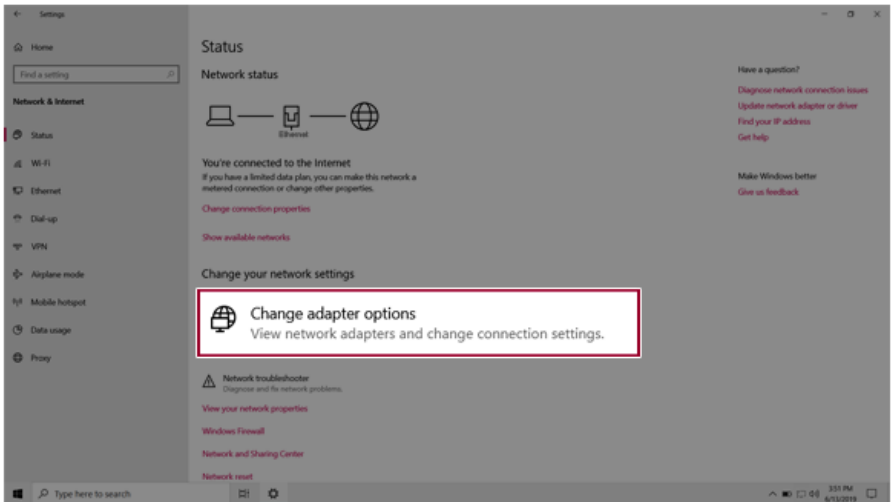 Settings
Home
Find a setting
Network & Internet
Status
Wi-Fi
Ethernet
Dial-up
VPN
Airplane mode
Mobile hotspot
Data usage
Proxy
Status
Network status
Ethernet
You're connected to the Internet
If you have a limited data plan, you can make this network a
metered connection or change other properties.
Change connection properties
Show available networks
Change your network settings
Change adapter options
View network adapters and change connection settings.
Network troubleshooter
Diagnose and fix network problems.
View your network properties
Windows Firewall
Network and Sharing Center
Network reset
Have a question?
Diagnose network connection issues
Update network adapter or driver
Find your IP address
Get help
Make Windows better
Give us feedback
Type here to search
3:51 PM
6/13/2019